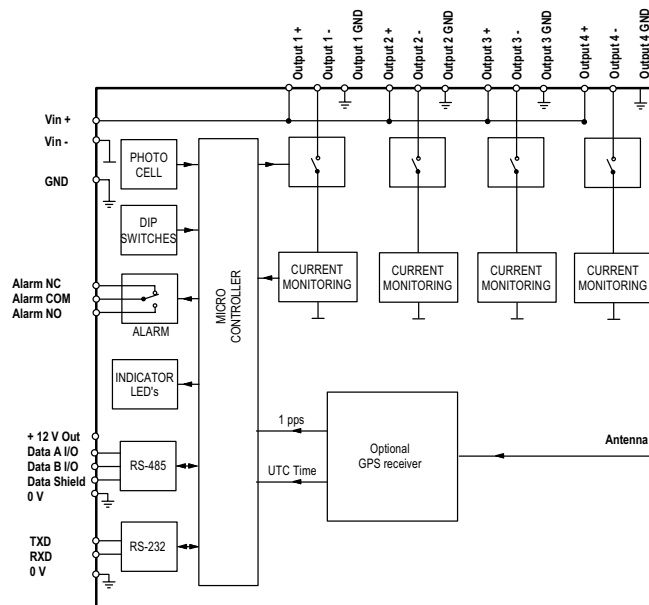 Output 1 +
Output 1 -
Output 1 GND
Output 2 +
Output 2 -
Output 2 GND
Output 3 +
Output 3 -
Output 3 GND
Output 4 +
Output 4 -
Output 4 GND
Vin +
Vin -
GND
PHOTO
CELL
DIP
SWITCHES
Alarm NC
Alarm COM
Alarm NO
ALARM
MICRO
CONTROLLER
CURRENT
MONITORING
CURRENT
MONITORING
CURRENT
MONITORING
CURRENT
MONITORING
INDICATOR
LED's
+ 12 V Out
Data A I/O
Data B I/O
Data Shield
0 V
RS-485
1 pps
UTC Time
Optional
GPS receiver
Antenna
TXD
RXD
0 V
RS-232